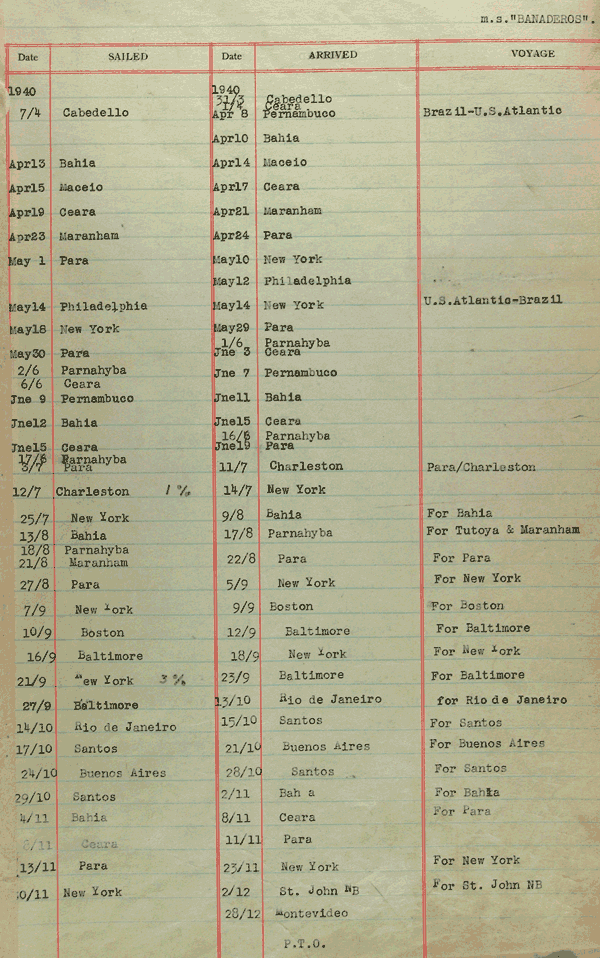 m.s."BANADEROS".
Date SAILED Date ARRIVED VOYAGE
1940 1940
31/3 Cabedello
1/4 Ceara
7/4 Cabedello Apr 8 Pernambuco Brazil-U.S.Atlantic
Apr10 Bahia
Apr13 Bahia Apr14 Maceio
Apr15 Maceio Apr17 Ceara
Apr19 Ceara Apr21 Maranham
Apr23 Maranham Apr24 Para
May 1 Para May10 New York
May12 Philadelphia
May14 Philadelphia May14 New York U.S.Atlantic-Brazil
May18 New York May29 Para
1/6 Parnahyba
May30 Para Jne 3 Ceara
2/6 Parnahyba Jne 7 Pernambuco
6/6 Ceara
Jne 9 Pernambuco Jne11 Bahia
Jne12 Bahia Jne15 Ceara
16/6 Parnahyba
Jne15 Ceara Jne19 Para
17/6 Parnahyba
3/7 Para 11/7 Charleston Para/Charleston
12/7 Charleston 14/7 New York
25/7 New York 9/8 Bahia For Bahia
13/8 Bahia 17/8 Parnahyba For Tutoya & Maranham
18/8 Parnahyba
21/8 Maranham 22/8 Para For Para
27/8 Para 5/9 New York For New York
7/9 New York 9/9 Boston For Boston
10/9 Boston 12/9 Baltimore For Baltimore
16/9 Baltimore 18/9 New York For New York
21/9 New York 23/9 Baltimore For Baltimore
27/9 Baltimore 13/10 Rio de Janeiro for Rio de Janeiro
14/10 Rio de Janeiro 15/10 Santos For Santos
17/10 Santos 21/10 Buenos Aires For Buenos Aires
24/10 Buenos Aires 28/10 Santos For Santos
29/10 Santos 2/11 Bah a For Bahia
4/11 Bahia 8/11 Ceara For Para
8/11 Ceara 11/11 Para
13/11 Para 23/11 New York For New York
0/11 New York 2/12 St. John NB For St. John NB
28/12 Montevideo
P.T.O.